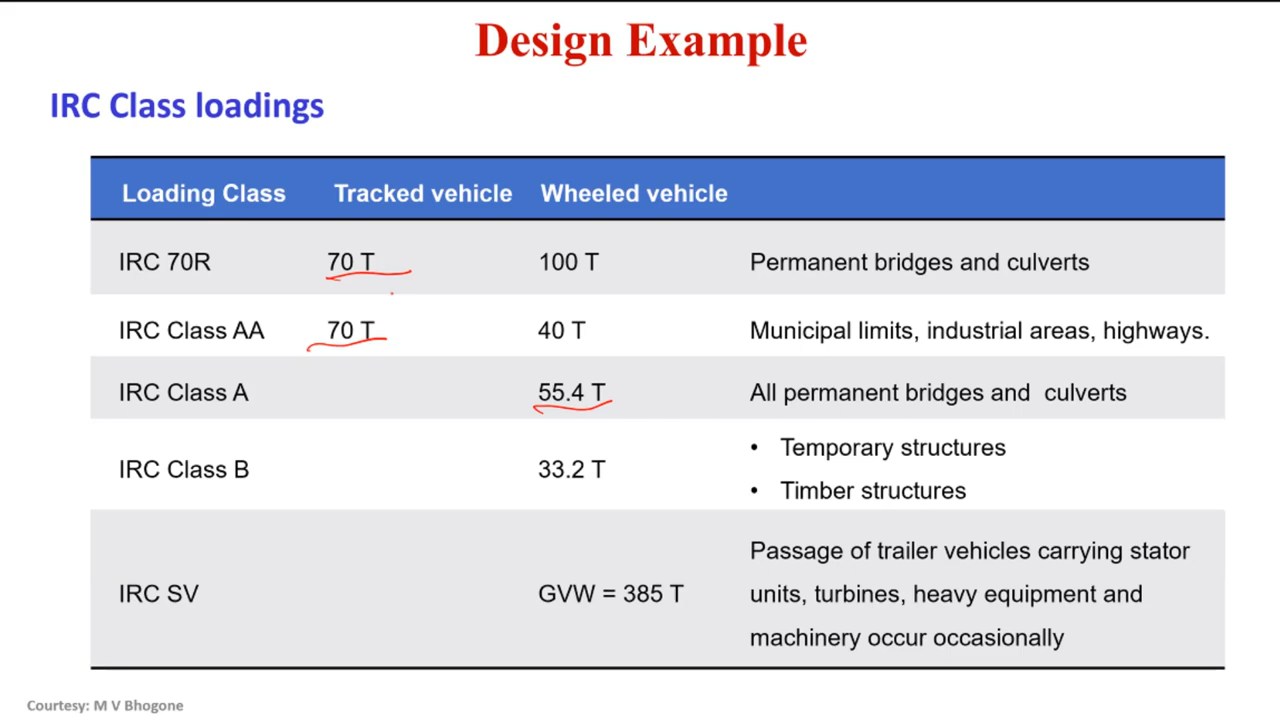 Design Example
IRC Class loadings
Loading Class Tracked vehicle Wheeled vehicle
IRC 70R 70 T 100 T Permanent bridges and culverts
IRC Class AA 70 T 40 T Municipal limits, industrial areas, highways.
IRC Class A 55.4 T All permanent bridges and culverts
IRC Class B 33.2 T
• Temporary structures
• Timber structures
IRC SV GVW = 385 T
Passage of trailer vehicles carrying stator
units, turbines, heavy equipment and
machinery occur occasionally
Courtesy: M V Bhogone